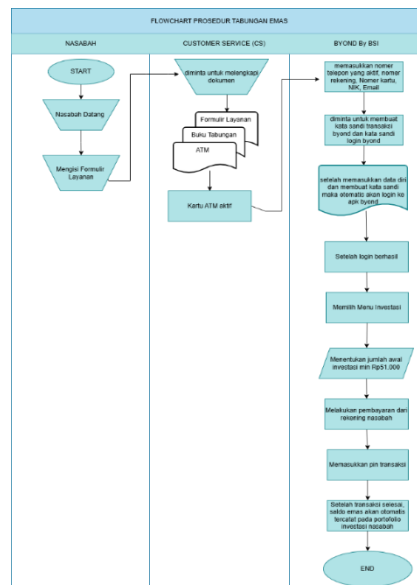 FLOWCHART PROSEDUR TABUNGAN EMAS
NASABAH
CUSTOMER SERVICE (CS)
BYOND By BSI
START
Nasabah Datang
Mengisi Formulir
Layanan
diminta untuk melengkapi
dokumen
Formulir Layanan
Buku Tabungan
ATM
Kartu ATM aktif
memasukkan nomer
telepon yang aktif, nomer
rekening, Nomer kartu,
NIK, Email
diminta untuk membuat
kata sandi transaksi
byond dan kata sandi
login byond
setelah memasukkan data diri
dan membuat kata sandi
maka otomatic akan login ke
apk byond
Setelah login berhasil
Memilih Menu Investasi
Menentukan jumlah awal
investasi min Rp51.000
Melakukan pembayaran dari
rekening nasabah
Memasukkan pin transaksi
Setelah transaksi selesai,
saldo emas akan otomatis
tercatat pada portofolio
investasi nasabah
END